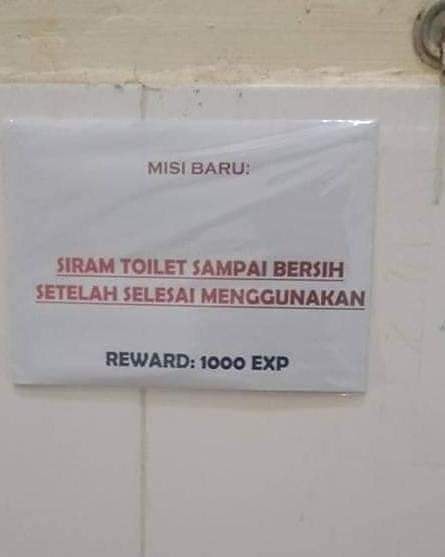 MISI BARU:
SIRAM TOILET SAMPAI BERSIH
SETELAH SELESAI MENGGUNAKAN
REWARD: 1000 EXP